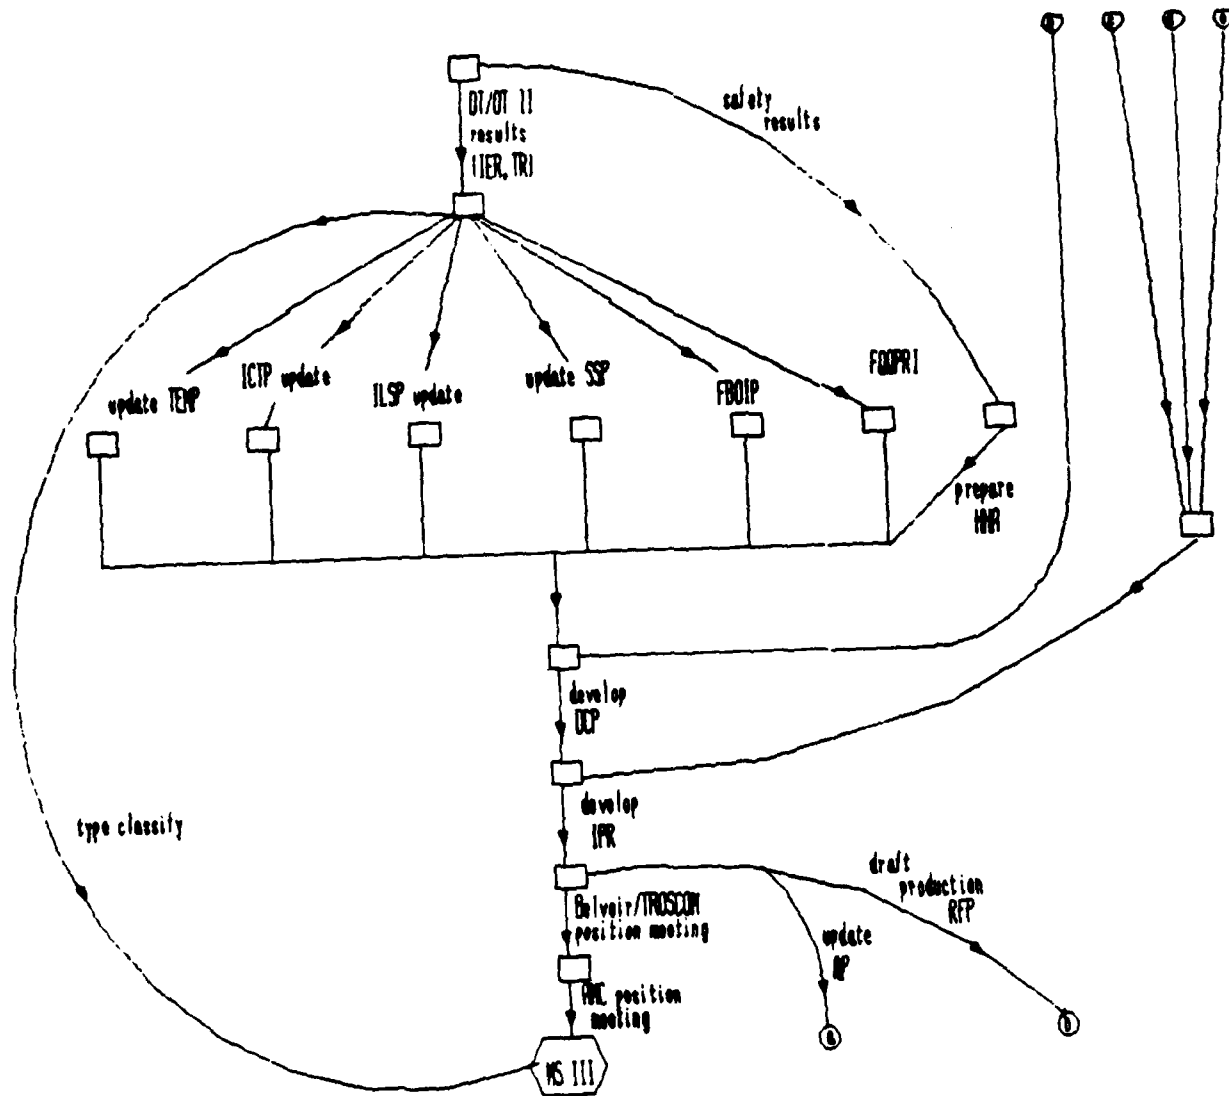 DT/OT II
results
(IER, TR)
safety
results
update TEMP
ICTP update
ILSP update
update SSP
FBOIP
FQQPRI
prepare
develop
DCP
develop
IPR
type classify
draft
production
RFP
update
AP
Belvoir/TROSCOM
position meeting
AMC position
meeting
MS III